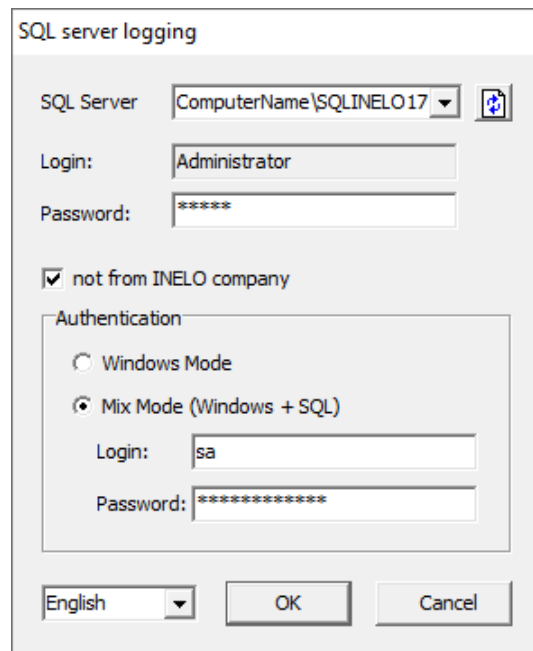 SQL server logging
SQL Server ComputerName\SQLINELO17
Login: Administrator
Password: *****
not from INELO company
Authentication
Windows Mode
Mix Mode (Windows + SQL)
Login: sa
Password: ************
English OK Cancel